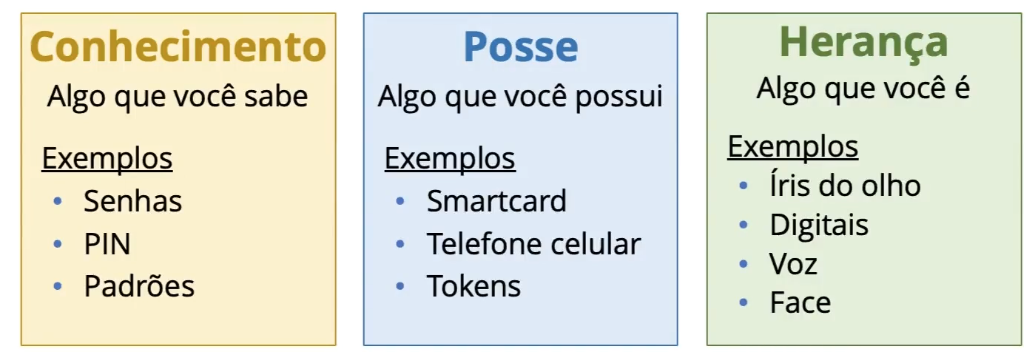 Conhecimento
Algo que você sabe
Exemplos
• Senhas
• PIN
• Padrões
Posse
Algo que você possui
Exemplos
• Smartcard
• Telefone celular
• Tokens
Herança
Algo que você é
Exemplos
• Íris do olho
• Digitais
• Voz
• Face